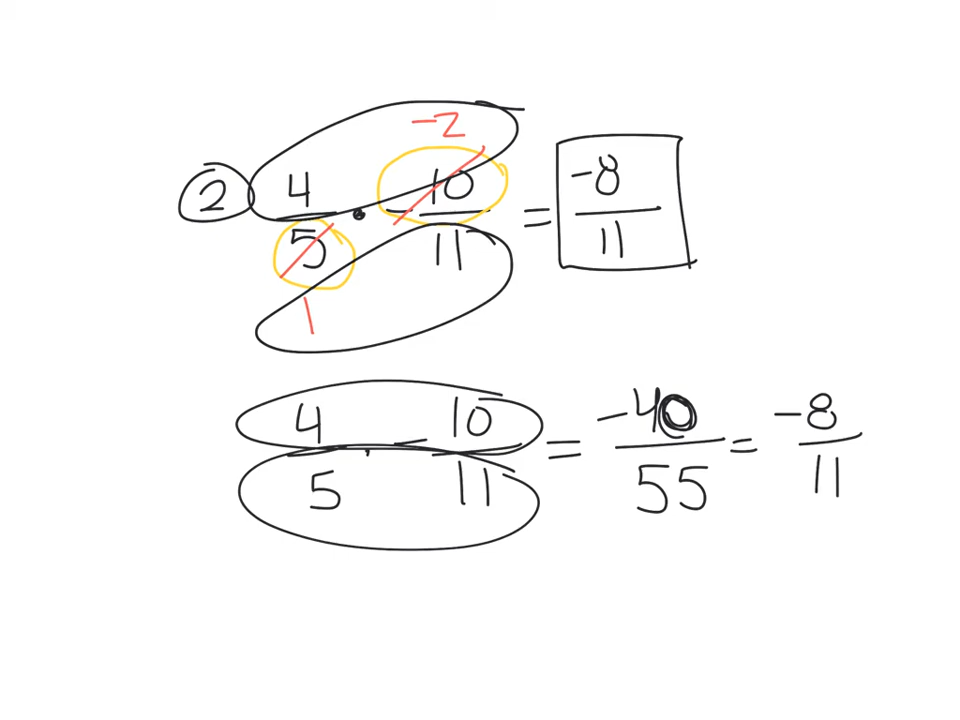 -2
② 4/5 · -10/11 = -8/11
1
4/5 · -10/11 = -40/55 = -8/11